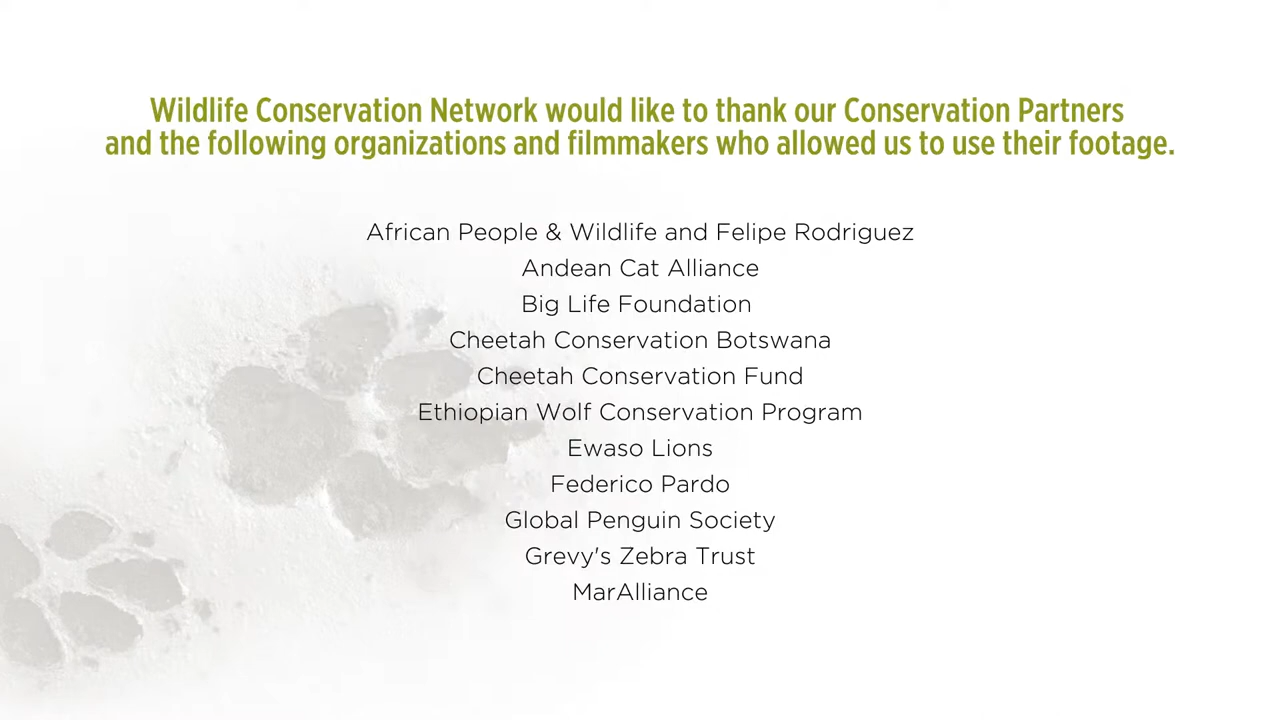 Wildlife Conservation Network would like to thank our Conservation Partners
and the following organizations and filmmakers who allowed us to use their footage.
African People & Wildlife and Felipe Rodriguez
Andean Cat Alliance
Big Life Foundation
Cheetah Conservation Botswana
Cheetah Conservation Fund
Ethiopian Wolf Conservation Program
Ewaso Lions
Federico Pardo
Global Penguin Society
Grevy's Zebra Trust
MarAlliance